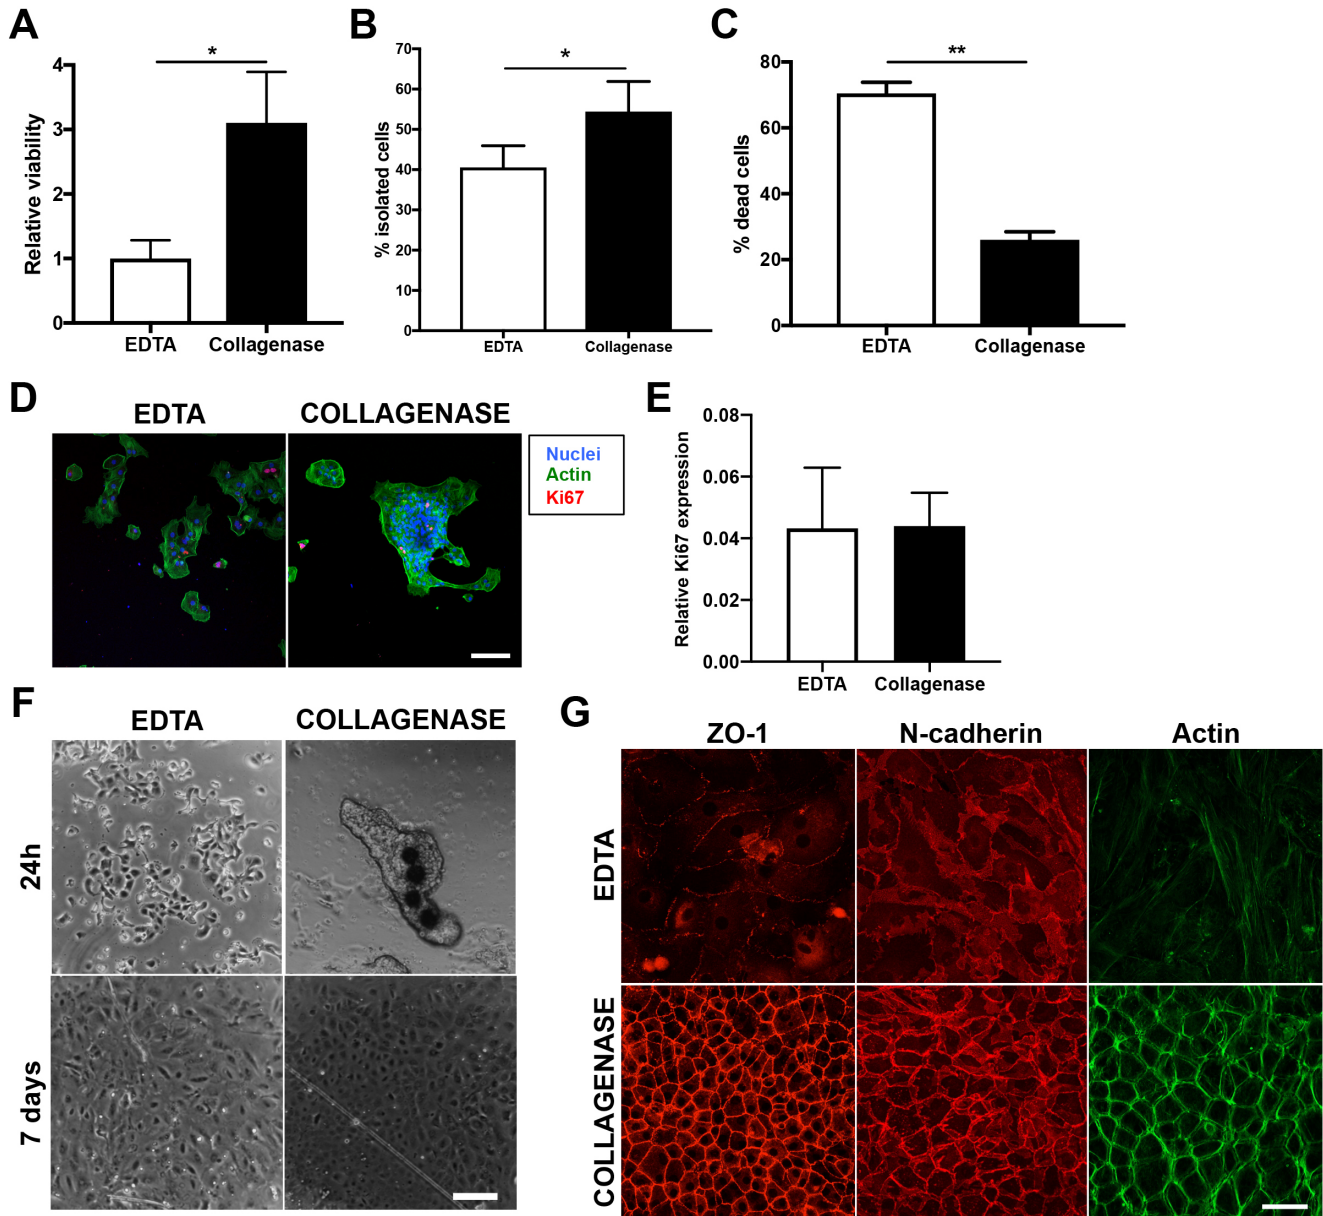 A
B
C
*
*
**
Relative viability
4
3
2
1
0
EDTA
Collagenase
% isolated cells
70
60
50
40
30
20
10
0
EDTA
Collagenase
% dead cells
80
60
40
20
0
EDTA
Collagenase
D
EDTA
COLLAGENASE
Nuclei
Actin
Ki67
E
Relative Ki67 expression
0.08
0.06
0.04
0.02
0.00
EDTA
Collagenase
F
EDTA
COLLAGENASE
24h
7 days
G
ZO-1
N-cadherin
Actin
EDTA
COLLAGENASE